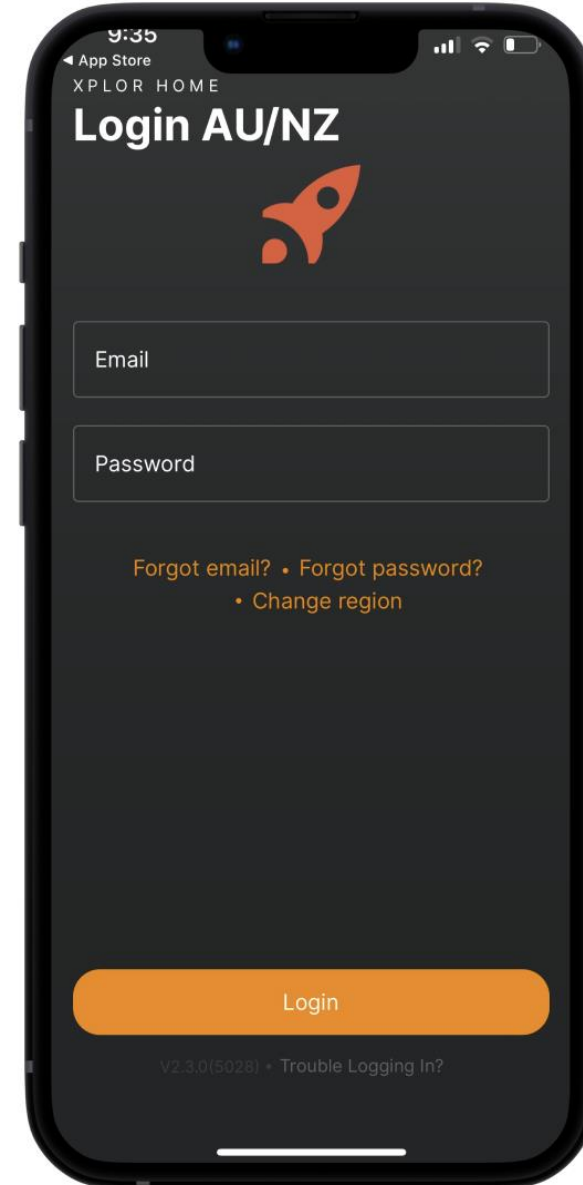 9:35
◀ App Store
XPLOR HOME
Login AU/NZ
Email
Password
Forgot email? • Forgot password?
• Change region
Login
V2.3.0(5028) • Trouble Logging In?